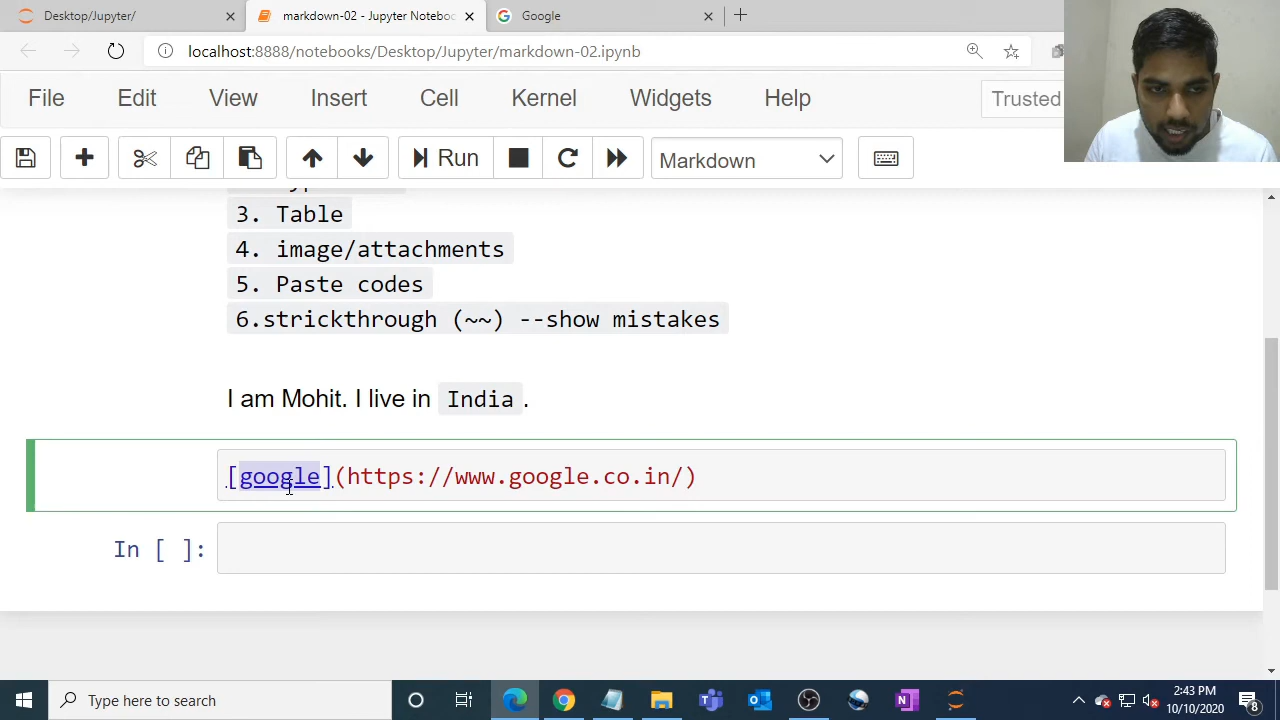 Desktop/Jupyter/
markdown-02 - Jupyter Noteboo
Google
localhost:8888/notebooks/Desktop/Jupyter/markdown-02.ipynb
File Edit View Insert Cell Kernel Widgets Help Trusted
Run Markdown
3. Table
4. image/attachments
5. Paste codes
6.strickthrough (~~) --show mistakes
I am Mohit. I live in India.
[google](https://www.google.co.in/)
In [ ]:
Type here to search
2:43 PM
10/10/2020
8